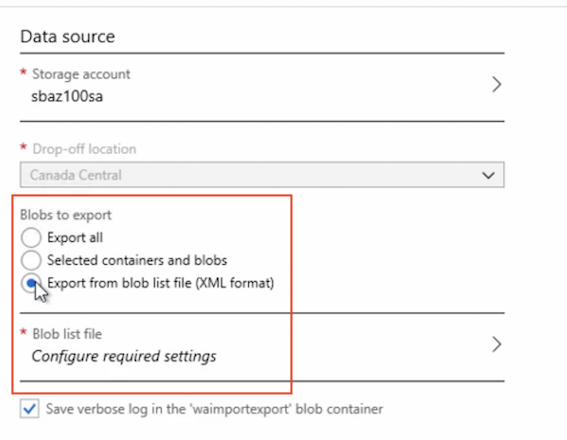 Data source
* Storage account
sbaz100sa
* Drop-off location
Canada Central
Blobs to export
Export all
Selected containers and blobs
Export from blob list file (XML format)
* Blob list file
Configure required settings
Save verbose log in the 'waimportexport' blob container